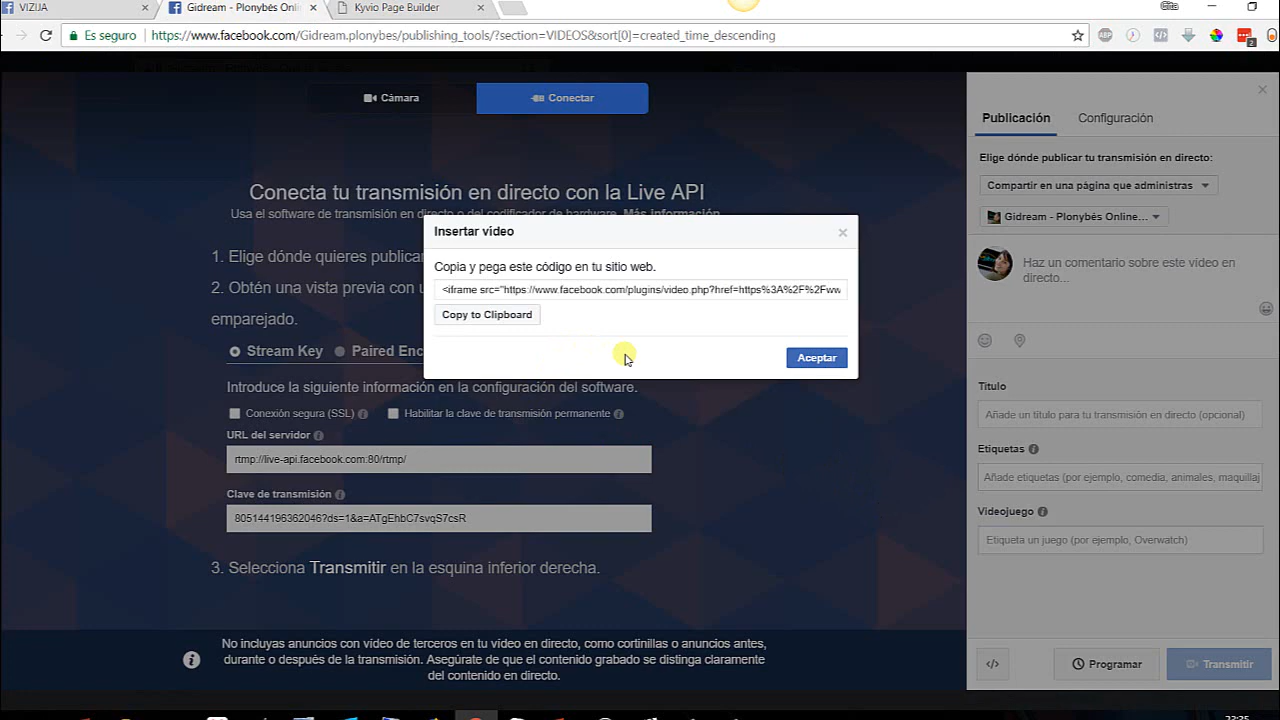 VIZIJA
Gidream - Plonybės Onli
Kyvio Page Builder
Gita
Es seguro
https://www.facebook.com/Gidream.plonybes/publishing_tools/?section=VIDEOS&sort[0]=created_time_descending
ABP
2
Cámara
Conectar
Publicación
Configuración
Conecta tu transmisión en directo con la Live API
Usa el software de transmisión en directo o del codificador de hardware. Más información
Elige dónde publicar tu transmisión en directo:
Compartir en una página que administras
Gidream - Plonybės Online...
Insertar vídeo
Copia y pega este código en tu sitio web.
<iframe src="https://www.facebook.com/plugins/video.php?href=https%3A%2F%2Fww
Copy to Clipboard
Aceptar
1. Elige dónde quieres publicar
2. Obtén una vista previa con u
emparejado.
Stream Key
Paired Enc
Introduce la siguiente información en la configuración del software.
Conexión segura (SSL)
Habilitar la clave de transmisión permanente
URL del servidor
rtmp://live-api.facebook.com:80/rtmp/
Clave de transmisión
805144196362046?ds=1&a=ATgEhbC7svqS7csR
3. Selecciona Transmitir en la esquina inferior derecha.
Haz un comentario sobre este vídeo en
directo...
Título
Añade un título para tu transmisión en directo (opcional)
Etiquetas
Añade etiquetas (por ejemplo, comedia, animales, maquillaj
Videojuego
Etiqueta un juego (por ejemplo, Overwatch)
No incluyas anuncios con vídeo de terceros en tu vídeo en directo, como cortinillas o anuncios antes,
durante o después de la transmisión. Asegúrate de que el contenido grabado se distinga claramente
del contenido en directo.
</>
Programar
Transmitir